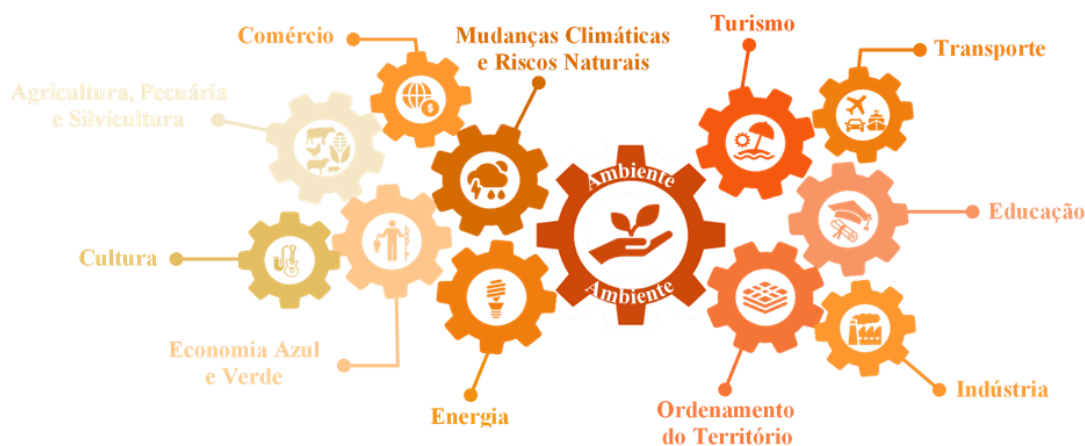 Comércio
Mudanças Climáticas
e Riscos Naturais
Turismo
Transporte
Agricultura, Pecuária
e Silvicultura
Ambiente
Ambiente
Educação
Cultura
Economia Azul
e Verde
Energia
Ordenamento
do Território
Indústria
$